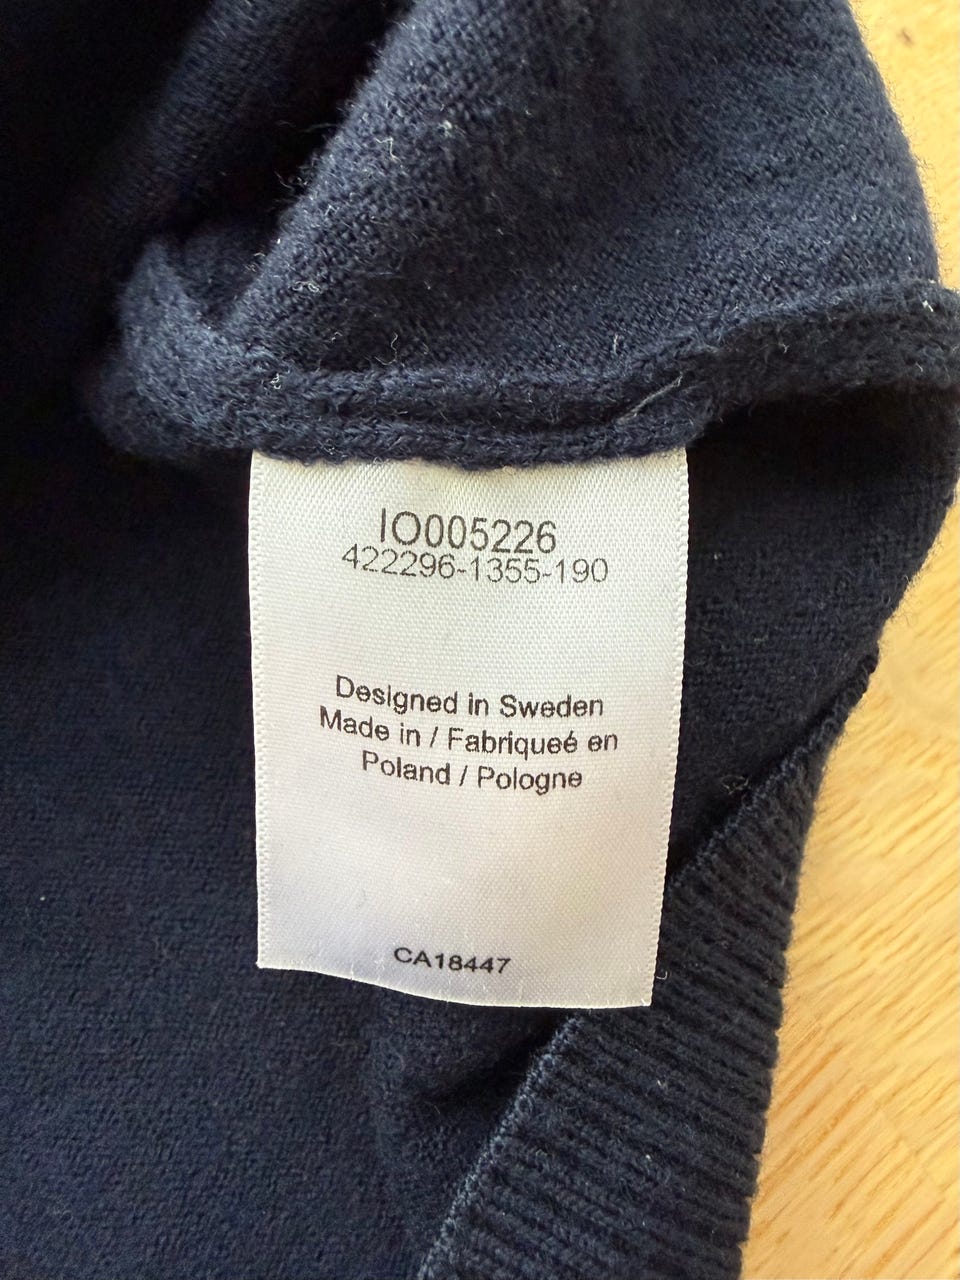 IO005226
422296-1355-190
Designed in Sweden
Made in / Fabriqueé en
Poland / Pologne
CA18447